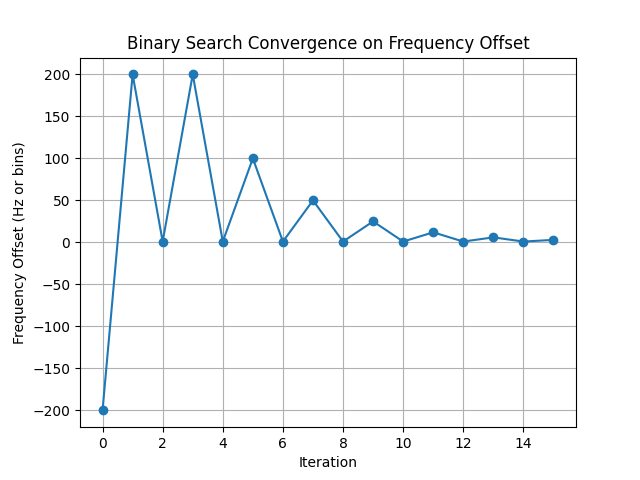 Binary Search Convergence on Frequency Offset
Frequency Offset (Hz or bins)
200
150
100
50
0
−50
−100
−150
−200
0 2 4 6 8 10 12 14
Iteration